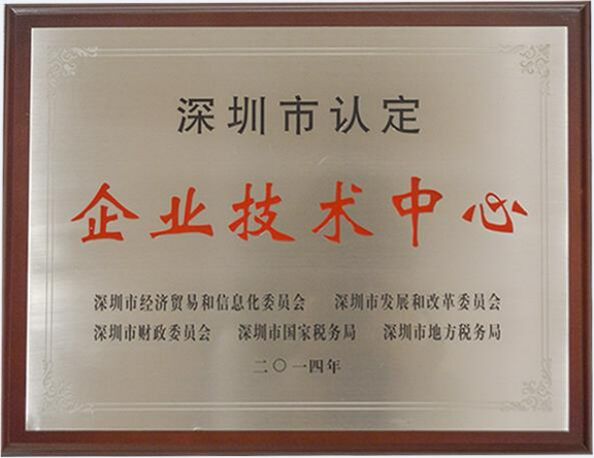 深圳市认定
企业技术中心
深圳市经济贸易和信息化委员会 深圳市发展和改革委员会
深圳市财政委员会 深圳市国家税务局 深圳市地方税务局
二〇一四年